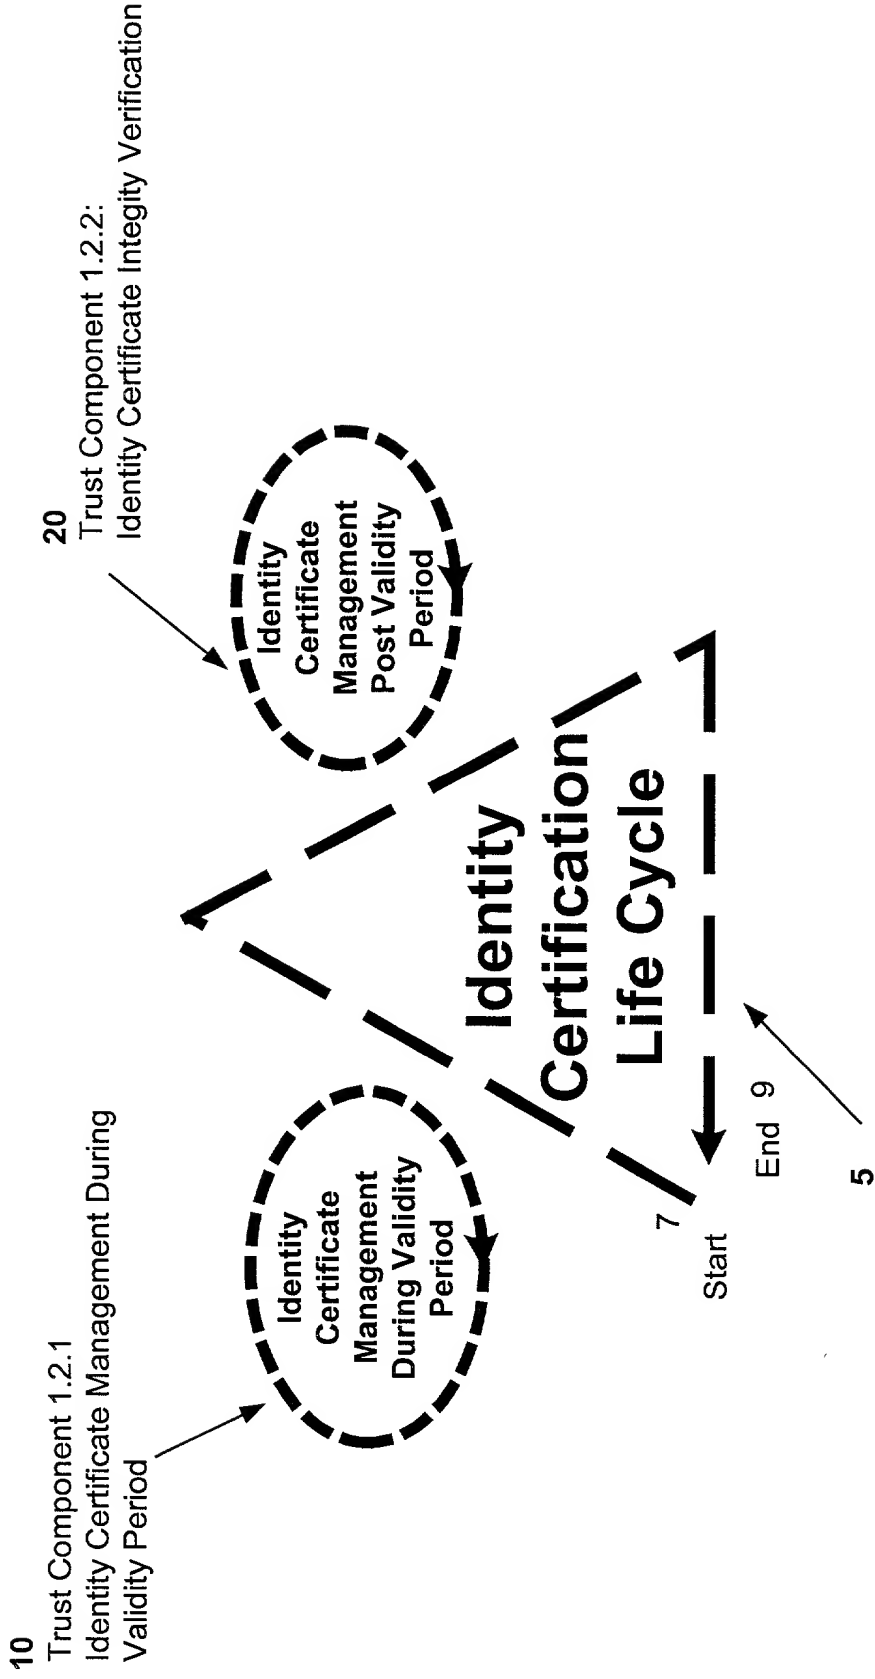 10
Trust Component 1.2.1
Identity Certificate Management During
Validity Period
20
Trust Component 1.2.2:
Identity Certificate Integity Verification
Identity
Certificate
Management
During Validity
Period
Identity
Certificate
Management
Post Validity
Period
Identity
Certification
Life Cycle
7
Start
End 9
5